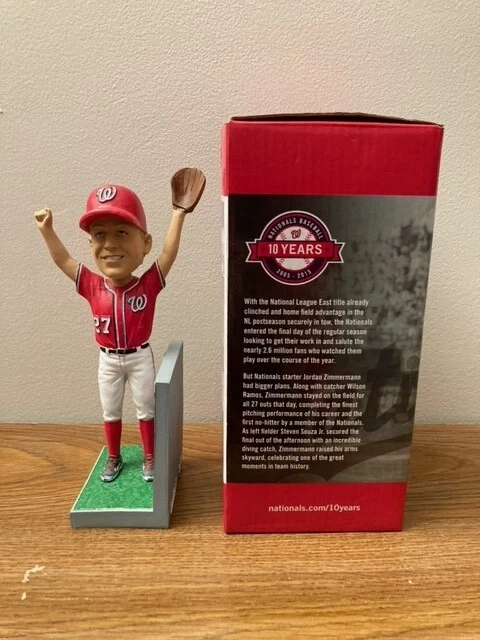 W
W
27
NATIONALS BASEBALL
W
10 YEARS
2005 - 2015
With the National League East title already
clinched and home field advantage in the
NL postseason securely in tow, the Nationals
entered the final day of the regular season
looking to get their work in and salute the
nearly 2.6 million fans who watched them
play over the course of the year.
But Nationals starter Jordan Zimmermann
had bigger plans. Along with catcher Wilson
Ramos, Zimmermann stayed on the field for
all 27 outs that day, completing the finest
pitching performance of his career and the
first no-hitter by a member of the Nationals.
As left fielder Steven Souza Jr. secured the
final out of the afternoon with an incredible
diving catch, Zimmermann raised his arms
skyward, celebrating one of the great
moments in team history.
nationals.com/10years